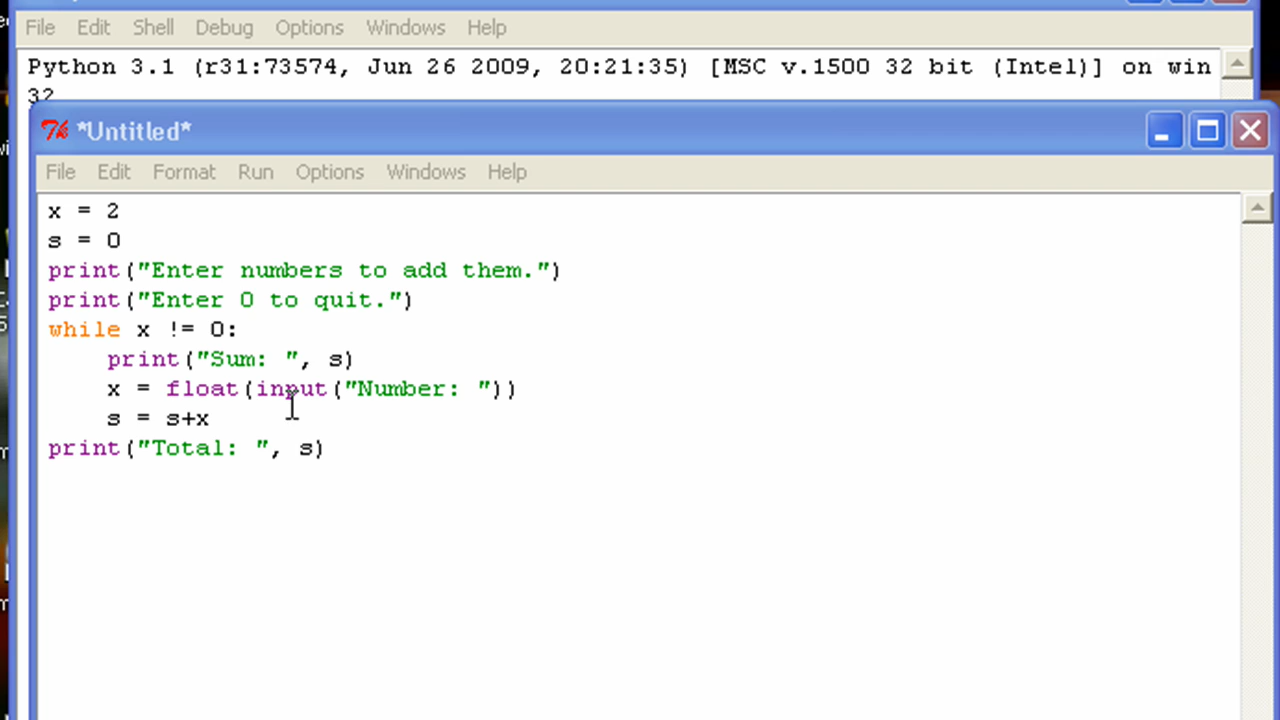 File Edit Shell Debug Options Windows Help
Python 3.1 (r31:73574, Jun 26 2009, 20:21:35) [MSC v.1500 32 bit (Intel)] on win
32
*Untitled*
File Edit Format Run Options Windows Help
x = 2
s = 0
print("Enter numbers to add them.")
print("Enter 0 to quit.")
while x != 0:
    print("Sum: ", s)
    x = float(input("Number: "))
    s = s+x
print("Total: ", s)